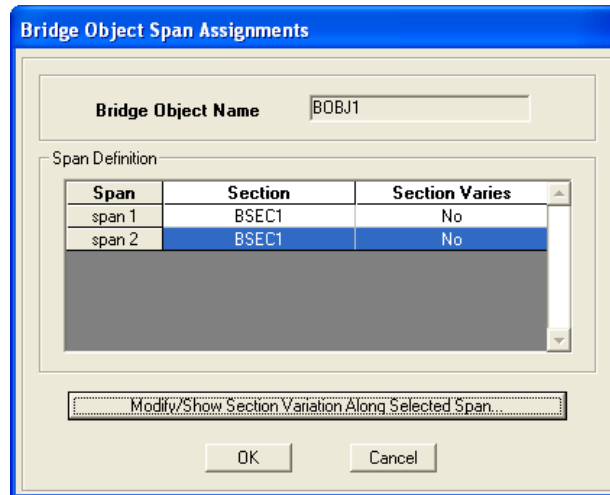 Bridge Object Span Assignments
Bridge Object Name BOBJ1
Span Definition
Span Section Section Varies
span 1 BSEC1 No
span 2 BSEC1 No
Modify/Show Section Variation Along Selected Span...
OK Cancel